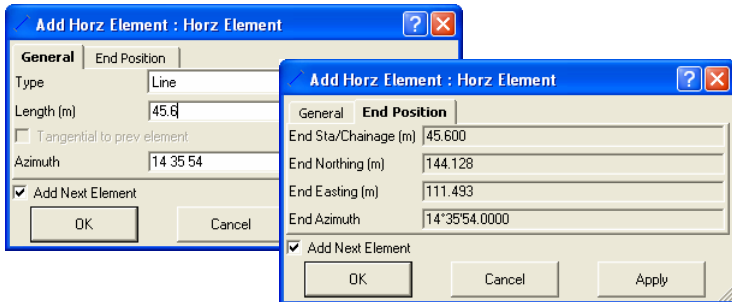 Add Horz Element : Horz Element
General End Position
Type Line
Length (m) 45.6
Tangential to prev element
Azimuth 14 35 54
Add Next Element
OK Cancel
Add Horz Element : Horz Element
General End Position
End Sta/Chainage (m) 45.600
End Northing (m) 144.128
End Easting (m) 111.493
End Azimuth 14°35'54.0000
Add Next Element
OK Cancel Apply